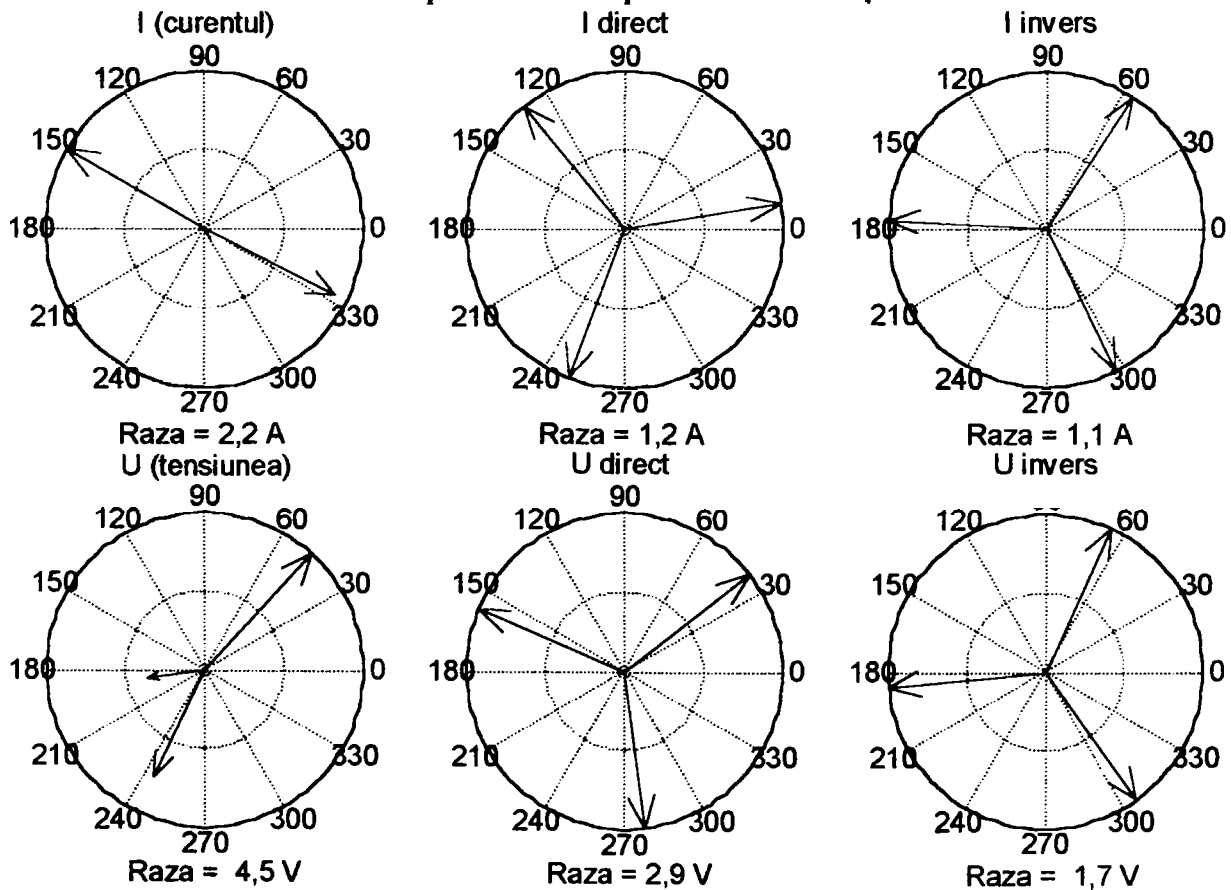 I (curentul) I direct I invers
90 90 90
120 60 120 60 120 60
150 30 150 30 150 30
180 0 180 0 180 0
210 330 210 330 210 330
240 300 240 300 240 300
270 270 270
Raza = 2,2 A Raza = 1,2 A Raza = 1,1 A
U (tensiunea) U direct U invers
90 90
120 60 120 60 120 60
150 30 150 30 150 30
180 0 180 0 180 0
210 330 210 330 210 330
240 300 240 300 240 300
270 270 270
Raza = 4,5 V Raza = 2,9 V Raza = 1,7 V